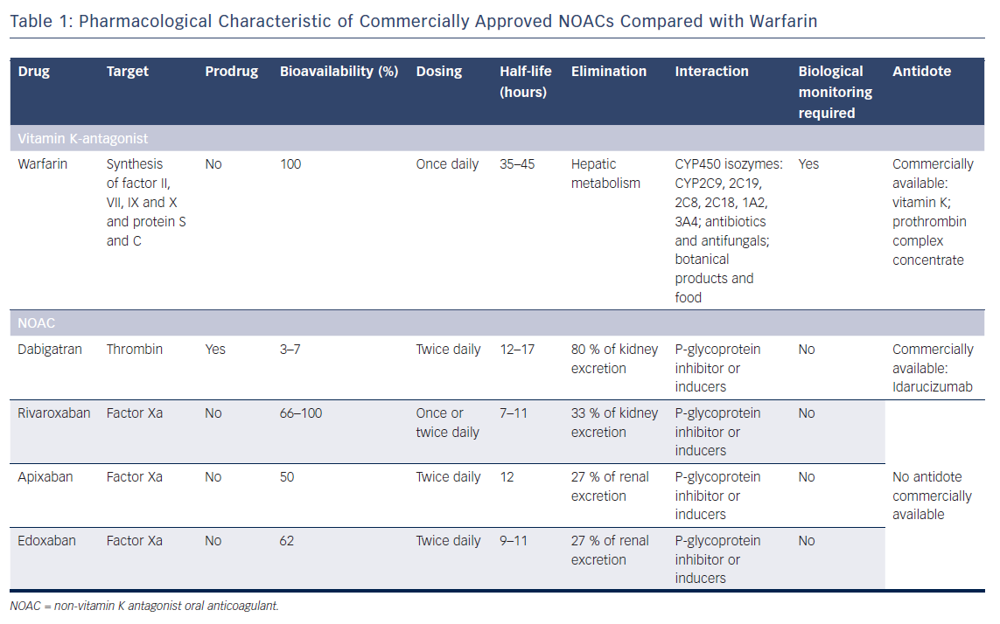 Table 1: Pharmacological Characteristic of Commercially Approved NOACs Compared with Warfarin
Drug Target Prodrug Bioavailability (%) Dosing Half-life Elimination Interaction Biological Antidote
(hours) monitoring
required
Vitamin K-antagonist
Warfarin Synthesis No 100 Once daily 35–45 Hepatic CYP450 isozymes: Yes Commercially
of factor II, metabolism CYP2C9, 2C19, available:
VII, IX and X 2C8, 2C18, 1A2, vitamin K;
and protein S 3A4; antibiotics prothrombin
and C and antifungals; complex
botanical concentrate
products and
food
NOAC
Dabigatran Thrombin Yes 3–7 Twice daily 12–17 80 % of kidney P-glycoprotein No Commercially
excretion inhibitor or available:
inducers Idarucizumab
Rivaroxaban Factor Xa No 66–100 Once or 7–11 33 % of kidney P-glycoprotein No
twice daily excretion inhibitor or
inducers
Apixaban Factor Xa No 50 Twice daily 12 27 % of renal P-glycoprotein No No antidote
excretion inhibitor or commercially
inducers available
Edoxaban Factor Xa No 62 Twice daily 9–11 27 % of renal P-glycoprotein No
excretion inhibitor or
inducers
NOAC = non-vitamin K antagonist oral anticoagulant.